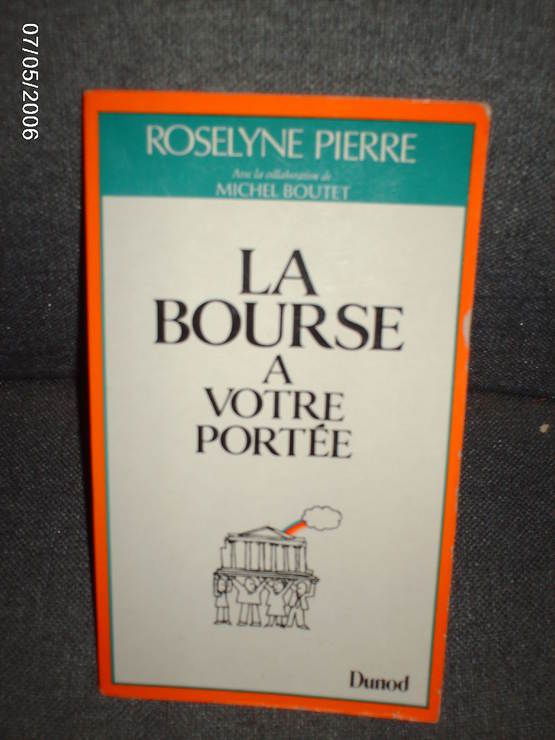 07/05/2006
ROSELYNE PIERRE
Avec la collaboration de
MICHEL BOUTET
LA
BOURSE
A
VOTRE
PORTÉE
Dunod